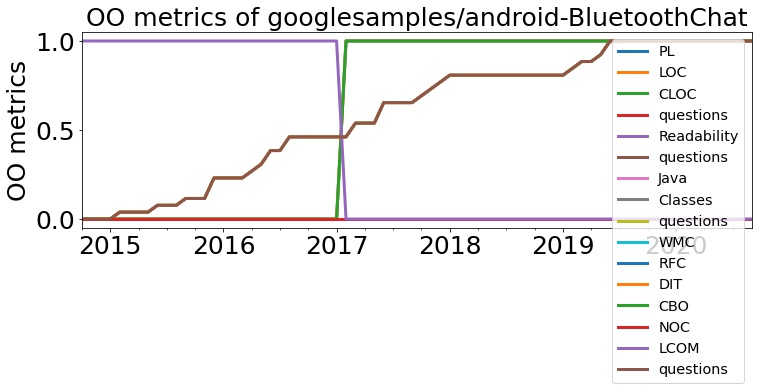 OO metrics of googlesamples/android-BluetoothChat
OO metrics
1.0
0.5
0.0
2015 2016 2017 2018 2019 2020
PL
LOC
CLOC
questions
Readability
questions
Java
Classes
questions
WMC
RFC
DIT
CBO
NOC
LCOM
questions